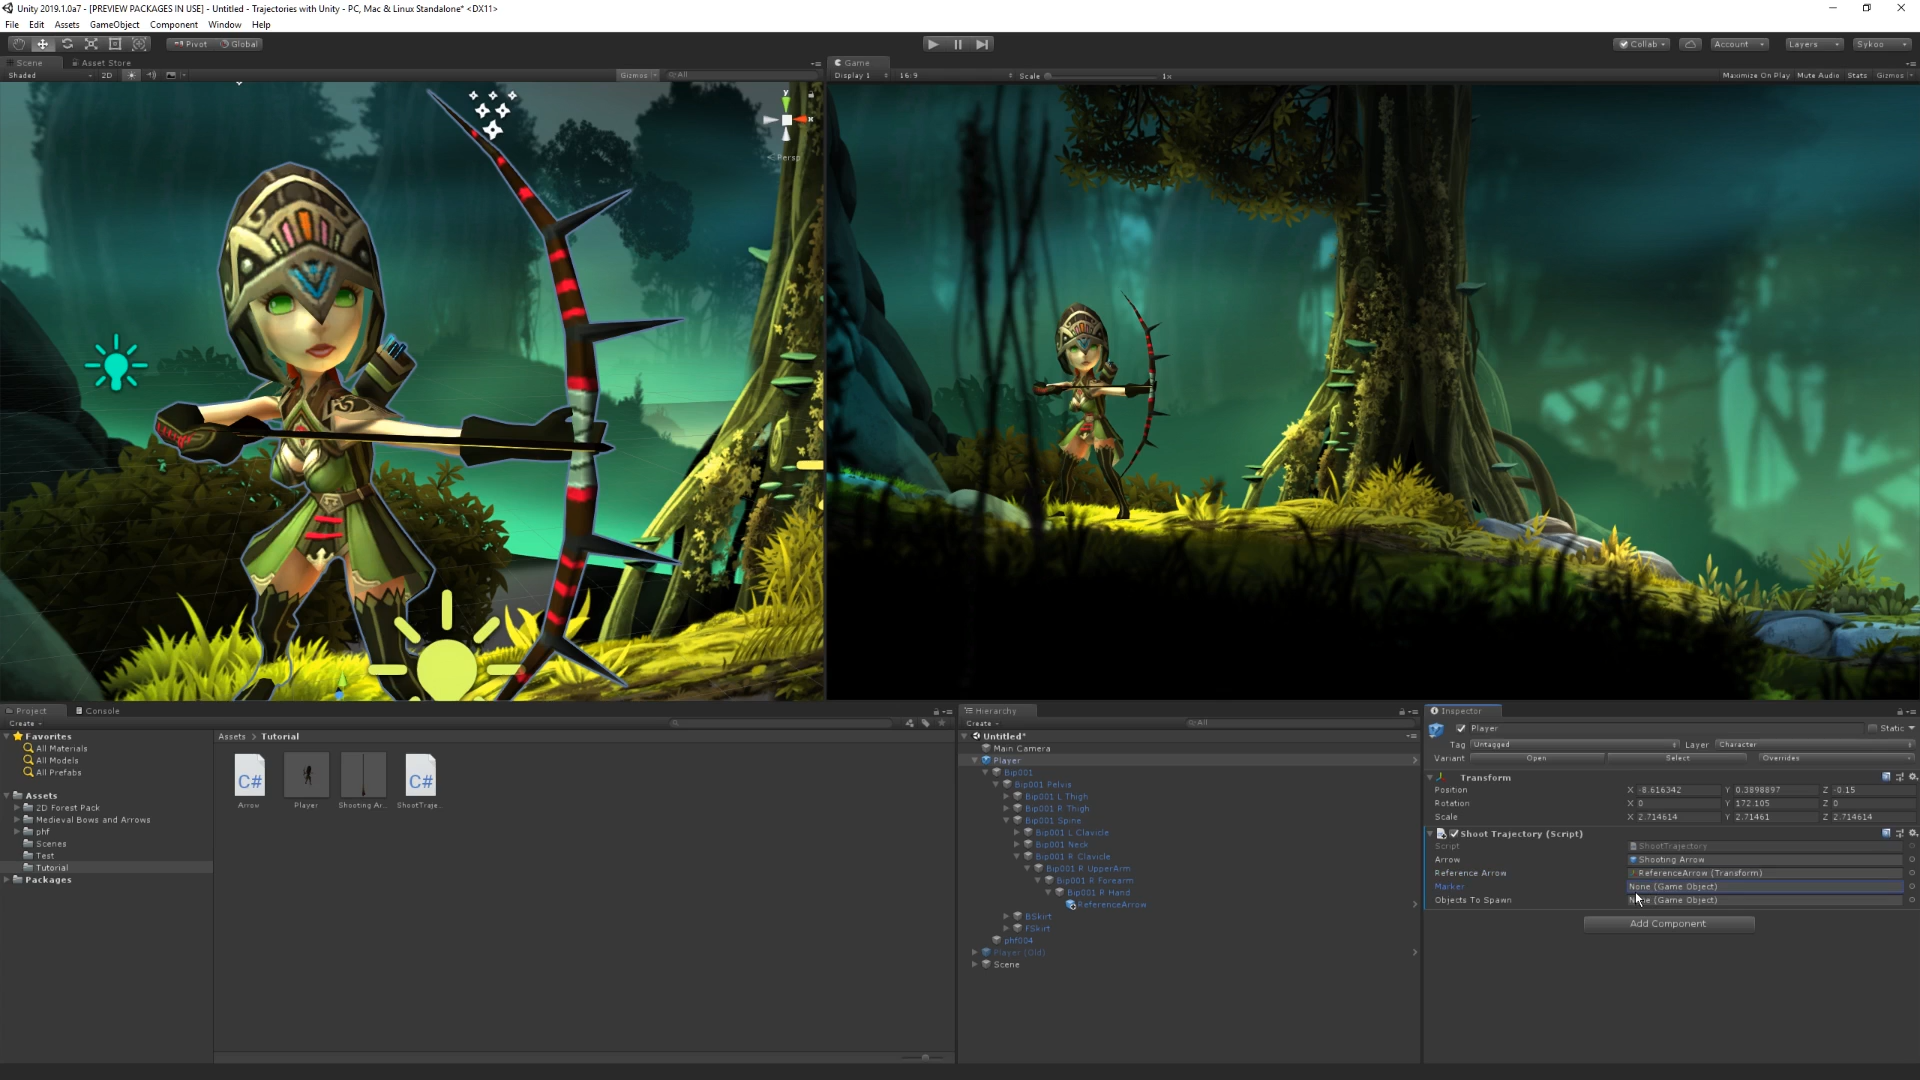 Unity 2019.1.0a7 - [PREVIEW PACKAGES IN USE] - Untitled - Trajectories with Unity - PC, Mac & Linux Standalone* <DX11>
File Edit Assets GameObject Component Window Help
Pivot Global Collab Account Layers Sykoo
Scene Asset Store
Shaded 2D Gizmos All
y
x
Persp
Game
Display 1 16:9 Scale 1x Maximize On Play Mute Audio Stats Gizmos
Project Console
Create
Favorites
All Materials
All Models
All Prefabs
Assets
2D Forest Pack
Medieval Bows and Arrows
phf
Scenes
Test
Tutorial
Packages
Assets > Tutorial
C# C#
Arrow Player Shooting Ar... ShootTraje...
Hierarchy
Create All
Untitled*
Main Camera
Player
Bip001
Bip001 Pelvis
Bip001 L Thigh
Bip001 R Thigh
Bip001 Spine
Bip001 L Clavicle
Bip001 Neck
Bip001 R Clavicle
Bip001 R UpperArm
Bip001 R Forearm
Bip001 R Hand
ReferenceArrow
BSkirt
FSkirt
phf004
Player (Old)
Scene
Inspector
Player Static
Tag Untagged Layer Character
Variant Open Select Overrides
Transform
Position X -8.616342 Y 0.3898897 Z -0.15
Rotation X 0 Y 172.105 Z 0
Scale X 2.714614 Y 2.71461 Z 2.714614
Shoot Trajectory (Script)
Script ShootTrajectory
Arrow Shooting Arrow
Reference Arrow ReferenceArrow (Transform)
Marker None (Game Object)
Objects To Spawn None (Game Object)
Add Component